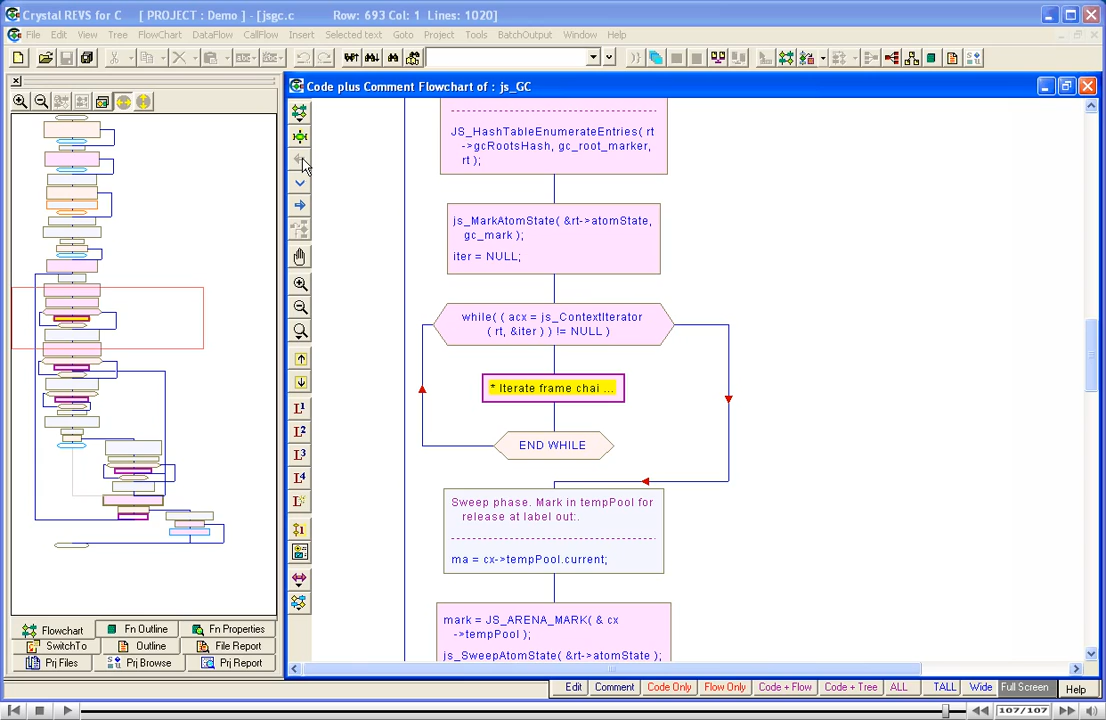 Crystal REVS for C [ PROJECT : Demo ] - [jsgc.c Row: 693 Col: 1 Lines: 1020]
File Edit View Tree FlowChart DataFlow CallFlow Insert Selected text Goto Project Tools BatchOutput Window Help
Code plus Comment Flowchart of : js_GC
JS_HashTableEnumerateEntries( rt
->gcRootsHash, gc_root_marker,
rt );
js_MarkAtomState( &rt->atomState,
gc_mark );
iter = NULL;
while( ( acx = js_ContextIterator
( rt, &iter ) ) != NULL )
* Iterate frame chai ...
END WHILE
Sweep phase. Mark in tempPool for
release at label out:.
ma = cx->tempPool.current;
mark = JS_ARENA_MARK( & cx
->tempPool );
js_SweepAtomState( &rt->atomState );
L1
L2
L3
L4
L
Flowchart Fn Outline Fn Properties
SwitchTo Outline File Report
Prj Files Prj Browse Prj Report
Edit Comment Code Only Flow Only Code + Flow Code + Tree ALL TALL Wide Full Screen Help
107/107